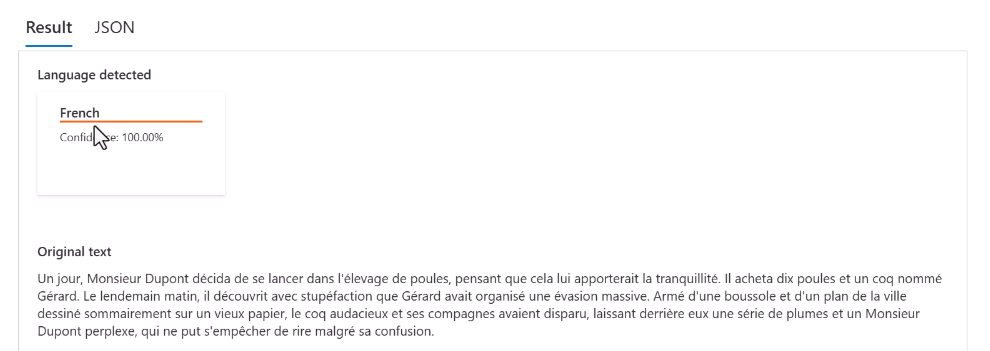 Result JSON
Language detected
French
Confidence: 100.00%
Original text
Un jour, Monsieur Dupont décida de se lancer dans l'élevage de poules, pensant que cela lui apporterait la tranquillité. Il acheta dix poules et un coq nommé
Gérard. Le lendemain matin, il découvrit avec stupéfaction que Gérard avait organisé une évasion massive. Armé d'une boussole et d'un plan de la ville
dessiné sommairement sur un vieux papier, le coq audacieux et ses compagnes avaient disparu, laissant derrière eux une série de plumes et un Monsieur
Dupont perplexe, qui ne put s'empêcher de rire malgré sa confusion.